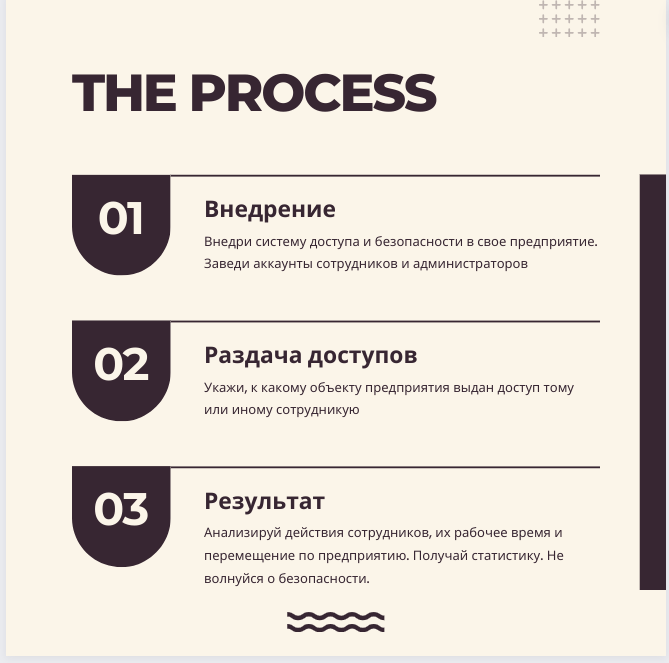 THE PROCESS
01
Внедрение
Внедри систему доступа и безопасности в свое предприятие.
Заведи аккаунты сотрудников и администраторов
02
Раздача доступов
Укажи, к какому объекту предприятия выдан доступ тому
или иному сотрудникую
03
Результат
Анализируй действия сотрудников, их рабочее время и
перемещение по предприятию. Получай статистику. Не
волнуйся о безопасности.